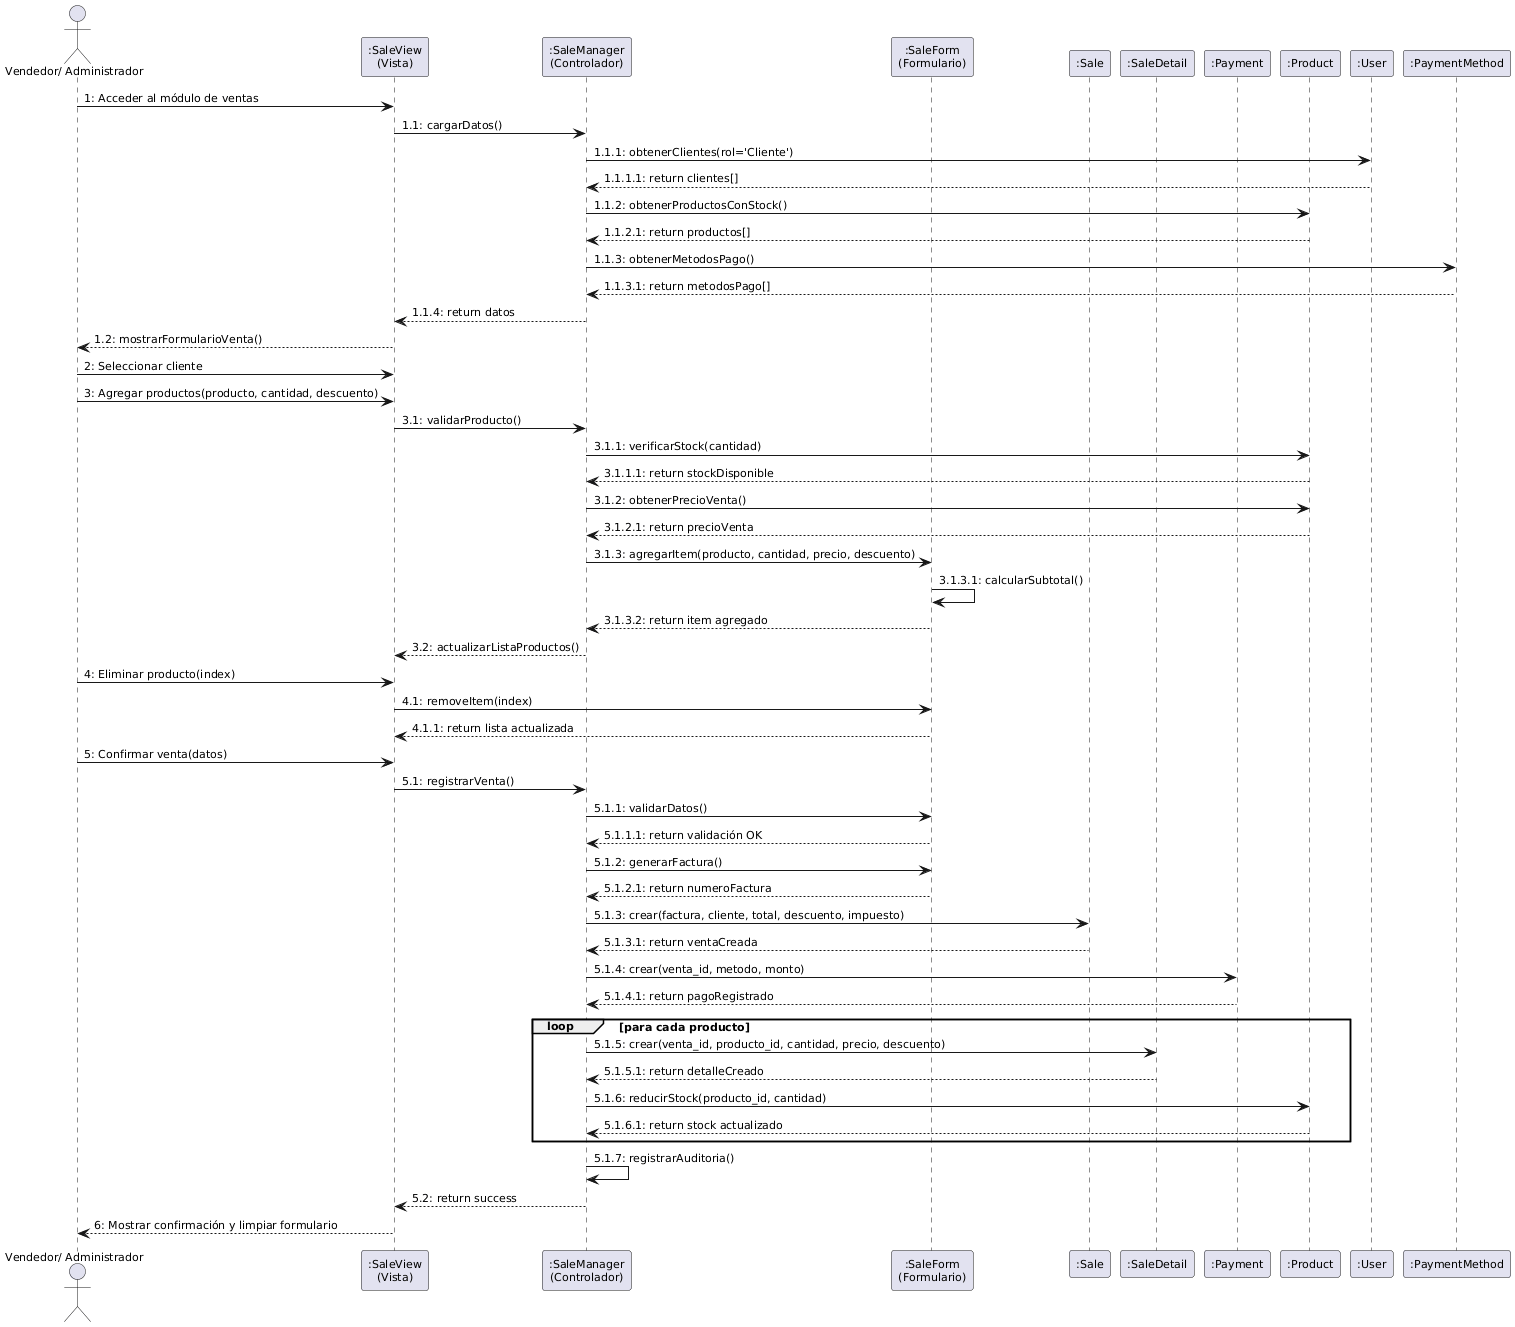 Vendedor/ Administrador
:SaleView
(Vista)
:SaleManager
(Controlador)
:SaleForm
(Formulario)
:Sale
:SaleDetail
:Payment
:Product
:User
:PaymentMethod
1: Acceder al módulo de ventas
1.1: cargarDatos()
1.1.1: obtenerClientes(rol='Cliente')
1.1.1.1: return clientes[]
1.1.2: obtenerProductosConStock()
1.1.2.1: return productos[]
1.1.3: obtenerMetodosPago()
1.1.3.1: return metodosPago[]
1.1.4: return datos
1.2: mostrarFormularioVenta()
2: Seleccionar cliente
3: Agregar productos(producto, cantidad, descuento)
3.1: validarProducto()
3.1.1: verificarStock(cantidad)
3.1.1.1: return stockDisponible
3.1.2: obtenerPrecioVenta()
3.1.2.1: return precioVenta
3.1.3: agregarItem(producto, cantidad, precio, descuento)
3.1.3.1: calcularSubtotal()
3.1.3.2: return item agregado
3.2: actualizarListaProductos()
4: Eliminar producto(index)
4.1: removeItem(index)
4.1.1: return lista actualizada
5: Confirmar venta(datos)
5.1: registrarVenta()
5.1.1: validarDatos()
5.1.1.1: return validación OK
5.1.2: generarFactura()
5.1.2.1: return numeroFactura
5.1.3: crear(factura, cliente, total, descuento, impuesto)
5.1.3.1: return ventaCreada
5.1.4: crear(venta_id, metodo, monto)
5.1.4.1: return pagoRegistrado
loop [para cada producto]
5.1.5: crear(venta_id, producto_id, cantidad, precio, descuento)
5.1.5.1: return detalleCreado
5.1.6: reducirStock(producto_id, cantidad)
5.1.6.1: return stock actualizado
5.1.7: registrarAuditoria()
5.2: return success
6: Mostrar confirmación y limpiar formulario
Vendedor/ Administrador
:SaleView
(Vista)
:SaleManager
(Controlador)
:SaleForm
(Formulario)
:Sale
:SaleDetail
:Payment
:Product
:User
:PaymentMethod